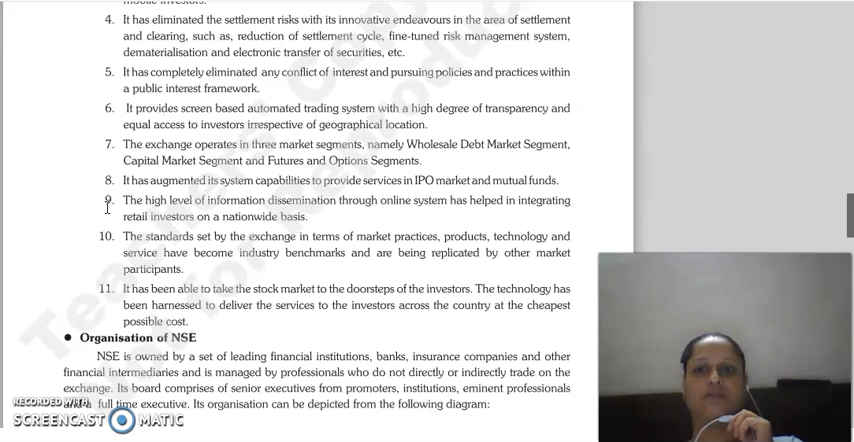 mobile investors.
4. It has eliminated the settlement risks with its innovative endeavours in the area of settlement
and clearing, such as, reduction of settlement cycle, fine-tuned risk management system,
dematerialisation and electronic transfer of securities, etc.
5. It has completely eliminated any conflict of interest and pursuing policies and practices within
a public interest framework.
6. It provides screen based automated trading system with a high degree of transparency and
equal access to investors irrespective of geographical location.
7. The exchange operates in three market segments, namely Wholesale Debt Market Segment,
Capital Market Segment and Futures and Options Segments.
8. It has augmented its system capabilities to provide services in IPO market and mutual funds.
9. The high level of information dissemination through online system has helped in integrating
retail investors on a nationwide basis.
10. The standards set by the exchange in terms of market practices, products, technology and
service have become industry benchmarks and are being replicated by other market
participants.
11. It has been able to take the stock market to the doorsteps of the investors. The technology has
been harnessed to deliver the services to the investors across the country at the cheapest
possible cost.
• Organisation of NSE
NSE is owned by a set of leading financial institutions, banks, insurance companies and other
financial intermediaries and is managed by professionals who do not directly or indirectly trade on the
exchange. Its board comprises of senior executives from promoters, institutions, eminent professionals
full time executive. Its organisation can be depicted from the following diagram:
RECORDED WITH
SCREENCAST MATIC
Teachers' Copy
for Reproduc